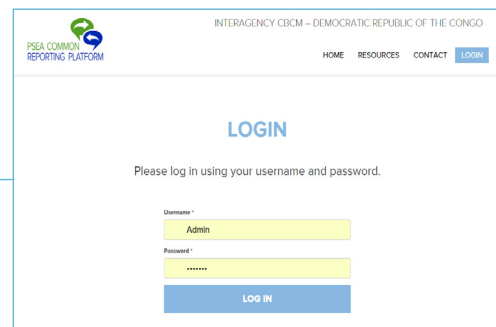 INTERAGENCY CBCM – DEMOCRATIC REPUBLIC OF THE CONGO
PSEA COMMON
REPORTING PLATFORM
HOME RESOURCES CONTACT LOGIN
LOGIN
Please log in using your username and password.
Username *
Admin
Password *
•••••••
LOG IN